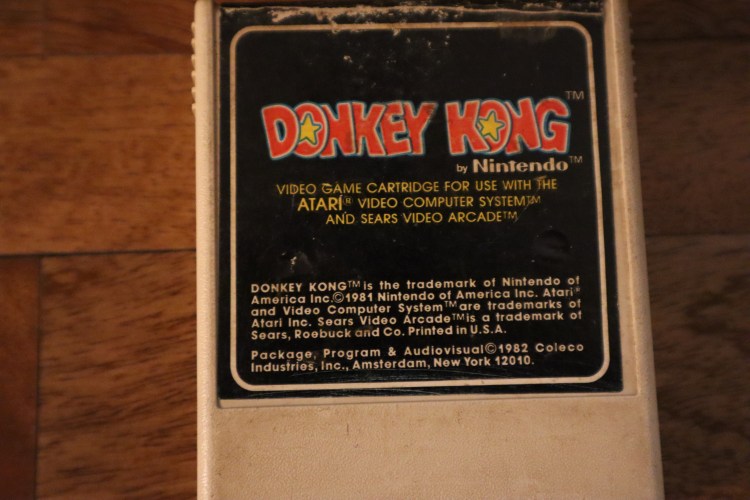 DONKEY KONG™
by Nintendo™
VIDEO GAME CARTRIDGE FOR USE WITH THE
ATARI® VIDEO COMPUTER SYSTEM™
AND SEARS VIDEO ARCADE™
DONKEY KONG™ is the trademark of Nintendo of
America Inc.©1981 Nintendo of America Inc. Atari®
and Video Computer System™ are trademarks of
Atari Inc. Sears Video Arcade™ is a trademark of
Sears, Roebuck and Co. Printed in U.S.A.
Package, Program & Audiovisual©1982 Coleco
Industries, Inc., Amsterdam, New York 12010.